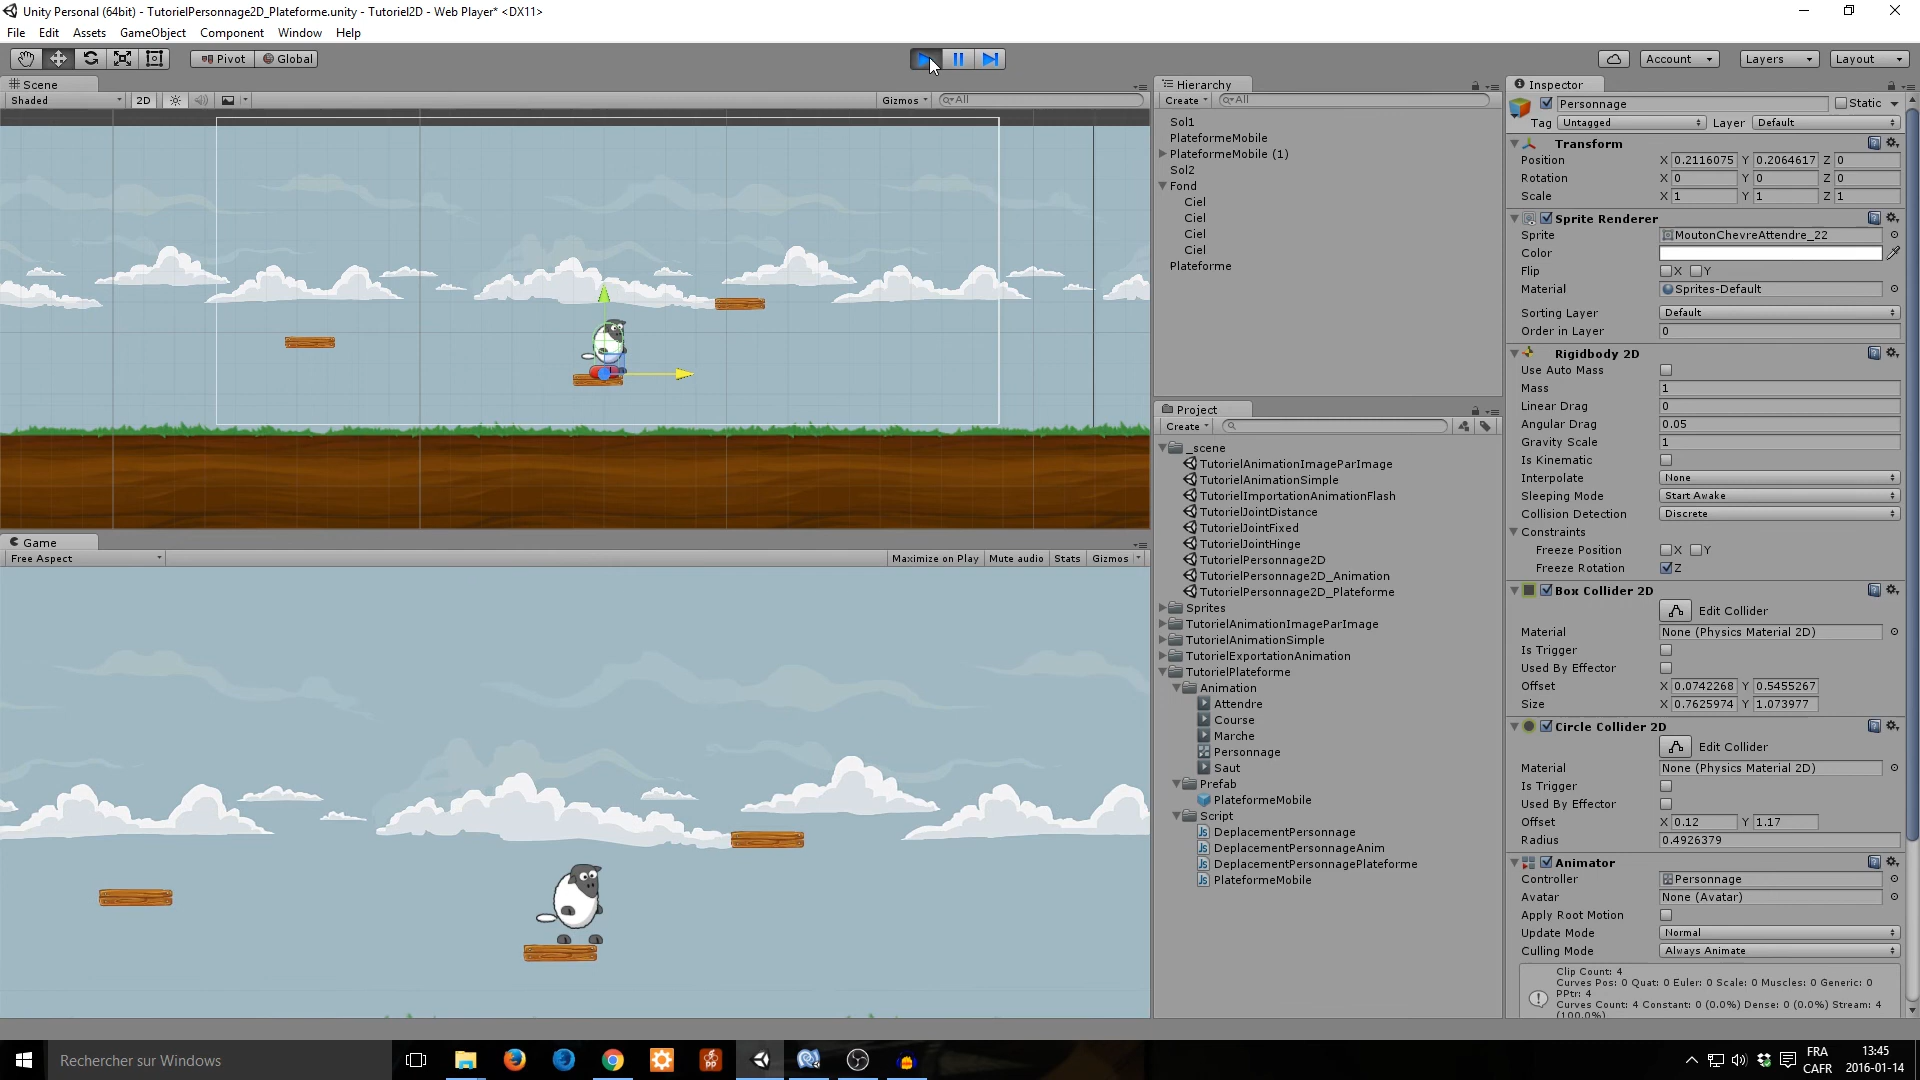 Unity Personal (64bit) - TutorielPersonnage2D_Plateforme.unity - Tutoriel2D - Web Player* <DX11>
File Edit Assets GameObject Component Window Help
Pivot Global Account Layers Layout
Scene
Shaded 2D Gizmos All
Game
Free Aspect Maximize on Play Mute audio Stats Gizmos
Hierarchy
Create All
Sol1
PlateformeMobile
PlateformeMobile (1)
Sol2
Fond
Ciel
Ciel
Ciel
Ciel
Plateforme
Project
Create
_scene
TutorielAnimationImageParImage
TutorielAnimationSimple
TutorielImportationAnimationFlash
TutorielJointDistance
TutorielJointFixed
TutorielJointHinge
TutorielPersonnage2D
TutorielPersonnage2D_Animation
TutorielPersonnage2D_Plateforme
Sprites
TutorielAnimationImageParImage
TutorielAnimationSimple
TutorielExportationAnimation
TutorielPlateforme
Animation
Attendre
Course
Marche
Personnage
Saut
Prefab
PlateformeMobile
Script
DeplacementPersonnage
DeplacementPersonnageAnim
DeplacementPersonnagePlateforme
PlateformeMobile
Inspector
Personnage Static
Tag Untagged Layer Default
Transform
Position X 0.2116075 Y 0.2064617 Z 0
Rotation X 0 Y 0 Z 0
Scale X 1 Y 1 Z 1
Sprite Renderer
Sprite MoutonChevreAttendre_22
Color
Flip X Y
Material Sprites-Default
Sorting Layer Default
Order in Layer 0
Rigidbody 2D
Use Auto Mass
Mass 1
Linear Drag 0
Angular Drag 0.05
Gravity Scale 1
Is Kinematic
Interpolate None
Sleeping Mode Start Awake
Collision Detection Discrete
Constraints
Freeze Position X Y
Freeze Rotation Z
Box Collider 2D
Edit Collider
Material None (Physics Material 2D)
Is Trigger
Used By Effector
Offset X 0.0742268 Y 0.5455267
Size X 0.7625974 Y 1.073977
Circle Collider 2D
Edit Collider
Material None (Physics Material 2D)
Is Trigger
Used By Effector
Offset X 0.12 Y 1.17
Radius 0.4926379
Animator
Controller Personnage
Avatar None (Avatar)
Apply Root Motion
Update Mode Normal
Culling Mode Always Animate
Clip Count: 4
Curves Pos: 0 Quat: 0 Euler: 0 Scale: 0 Muscles: 0 Generic: 0
PPtr: 4
Curves Count: 4 Constant: 0 (0.0%) Dense: 0 (0.0%) Stream: 4
(100.0%)
Rechercher sur Windows
FRA
CAFR
13:45
2016-01-14